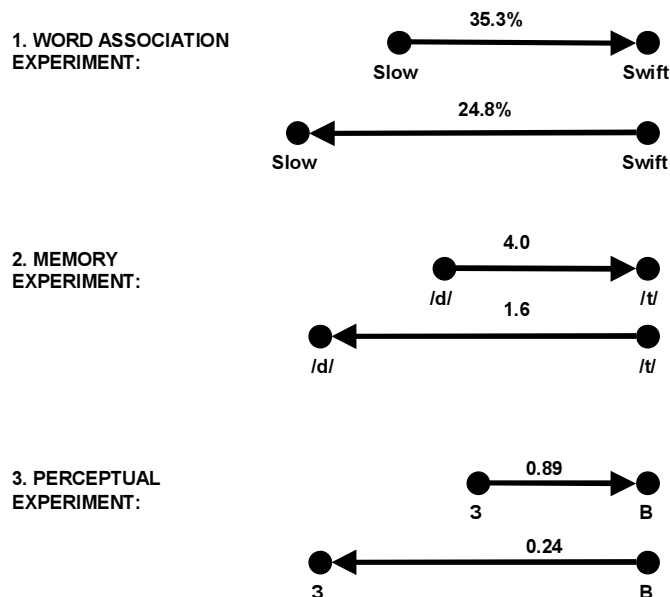 35.3%
1. WORD ASSOCIATION
EXPERIMENT:
Slow Swift
24.8%
Slow Swift
4.0
2. MEMORY
EXPERIMENT:
/d/ /t/
1.6
/d/ /t/
0.89
3. PERCEPTUAL
EXPERIMENT:
3 B
0.24
3 B